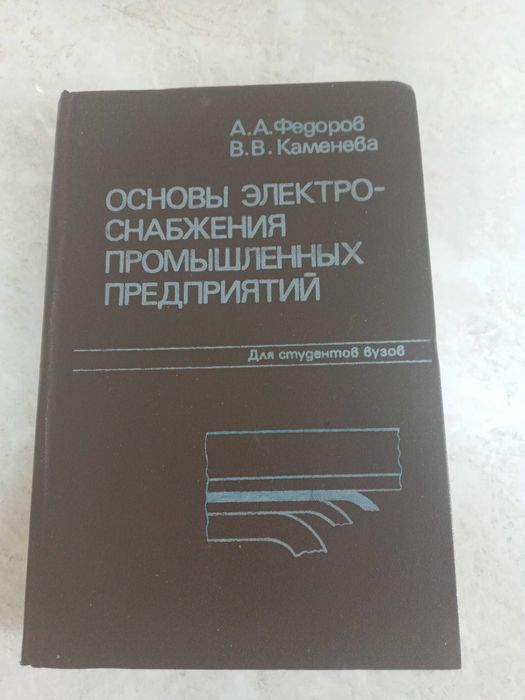 А.А.Федоров
В.В.Каменева
ОСНОВЫ ЭЛЕКТРО-
СНАБЖЕНИЯ
ПРОМЫШЛЕННЫХ
ПРЕДПРИЯТИЙ
Для студентов вузов